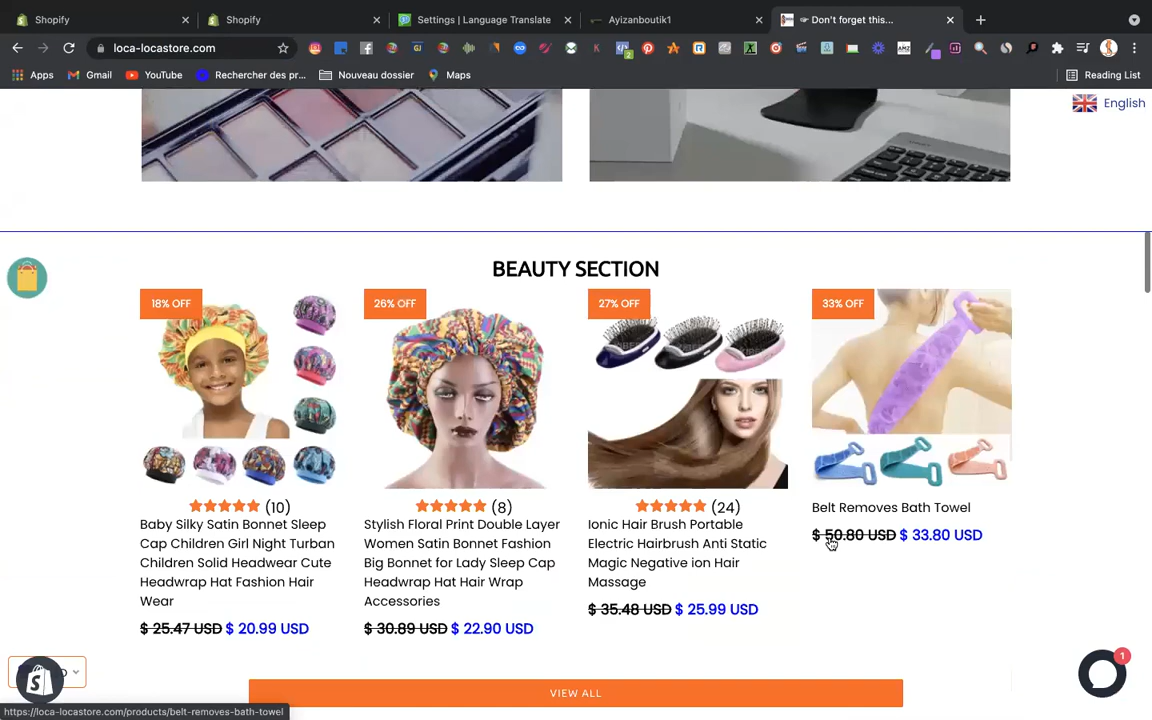 Shopify
Shopify
Settings | Language Translate
Ayizanboutik1
Don't forget this...
loca-locastore.com
Apps
Gmail
YouTube
Rechercher des pr...
Nouveau dossier
Maps
Reading List
English
BEAUTY SECTION
18% OFF
26% OFF
27% OFF
33% OFF
(10)
Baby Silky Satin Bonnet Sleep
Cap Children Girl Night Turban
Children Solid Headwear Cute
Headwrap Hat Fashion Hair
Wear
$ 25.47 USD $ 20.99 USD
(8)
Stylish Floral Print Double Layer
Women Satin Bonnet Fashion
Big Bonnet for Lady Sleep Cap
Headwrap Hat Hair Wrap
Accessories
$ 30.89 USD $ 22.90 USD
(24)
Ionic Hair Brush Portable
Electric Hairbrush Anti Static
Magic Negative ion Hair
Massage
$ 35.48 USD $ 25.99 USD
Belt Removes Bath Towel
$ 50.80 USD $ 33.80 USD
VIEW ALL
1
https://loca-locastore.com/products/belt-removes-bath-towel